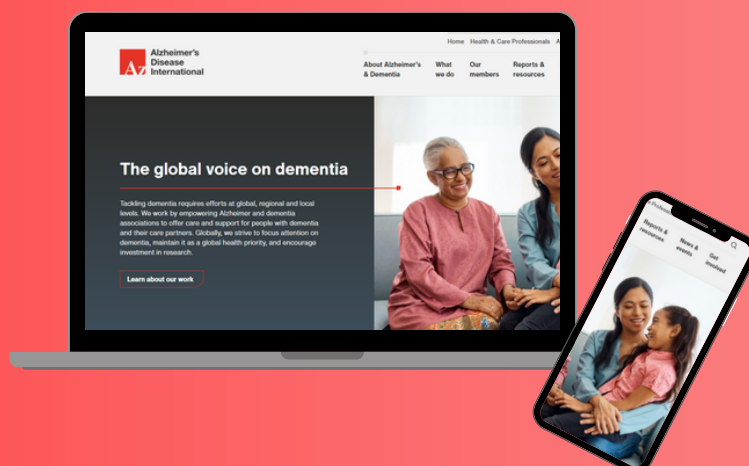 Home Health & Care Professionals A
Alzheimer's
Disease
International
Az
About Alzheimer's
& Dementia
What
we do
Our
members
Reports &
resources
The global voice on dementia
Tackling dementia requires efforts at global, regional and local
levels. We work by empowering Alzheimer and dementia
associations to offer care and support for people with dementia
and their care partners. Globally, we strive to focus attention on
dementia, maintain it as a global health priority, and encourage
investment in research.
Learn about our work
e Professionals
Reports &
resources
News &
events
Get
involved